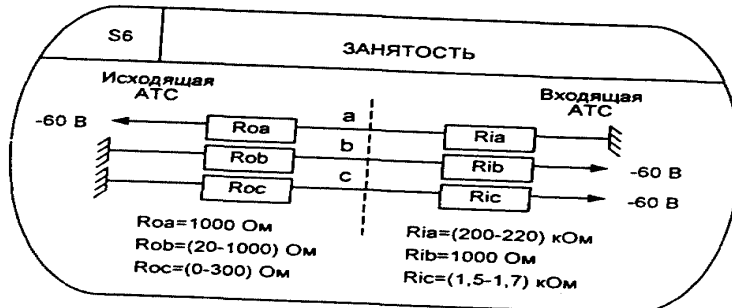 S6
ЗАНЯТОСТЬ
Исходящая
АТС
Входящая
АТС
-60 В
Roa
a
Ria
Rob
b
Rib
-60 В
Roc
c
Ric
-60 В
Roa=1000 Ом
Rob=(20-1000) Ом
Roc=(0-300) Ом
Ria=(200-220) кОм
Rib=1000 Ом
Ric=(1,5-1,7) кОм